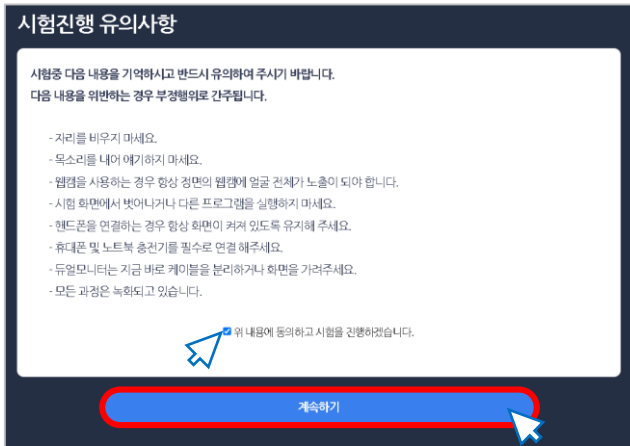 시험진행 유의사항
시험중 다음 내용을 기억하시고 반드시 유의하여 주시기 바랍니다.
다음 내용을 위반하는 경우 부정행위로 간주됩니다.
- 자리를 비우지 마세요.
- 목소리를 내어 얘기하지 마세요.
- 웹캠을 사용하는 경우 항상 정면의 웹캠에 얼굴 전체가 노출이 되야 합니다.
- 시험 화면에서 벗어나거나 다른 프로그램을 실행하지 마세요.
- 핸드폰을 연결하는 경우 항상 화면이 켜져 있도록 유지해 주세요.
- 휴대폰 및 노트북 충전기를 필수로 연결 해주세요.
- 듀얼모니터는 지금 바로 케이블을 분리하거나 화면을 가려주세요.
- 모든 과정은 녹화되고 있습니다.
위 내용에 동의하고 시험을 진행하겠습니다.
계속하기